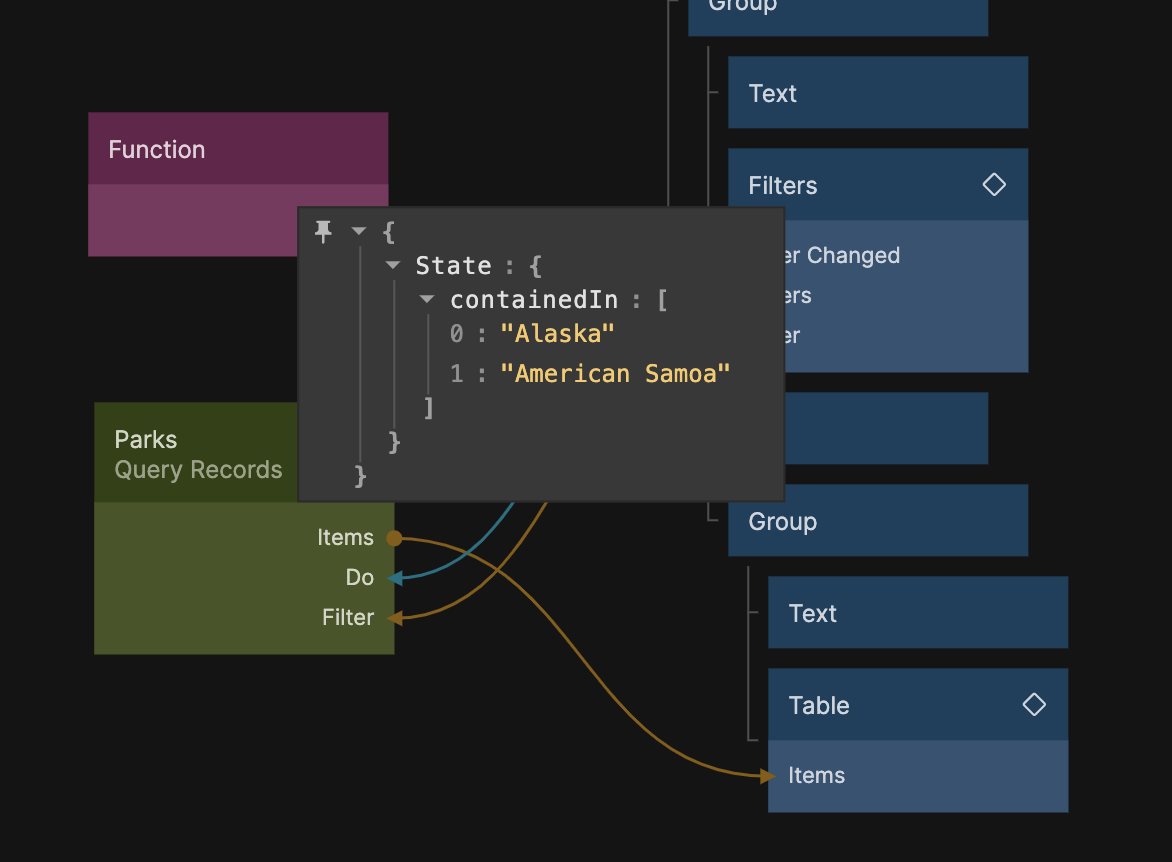 Group
Text
Function
Filters
er Changed
ers
er
{
State : {
containedIn : [
0 : "Alaska"
1 : "American Samoa"
]
}
}
Parks
Query Records
Items
Do
Filter
Group
Text
Table
Items